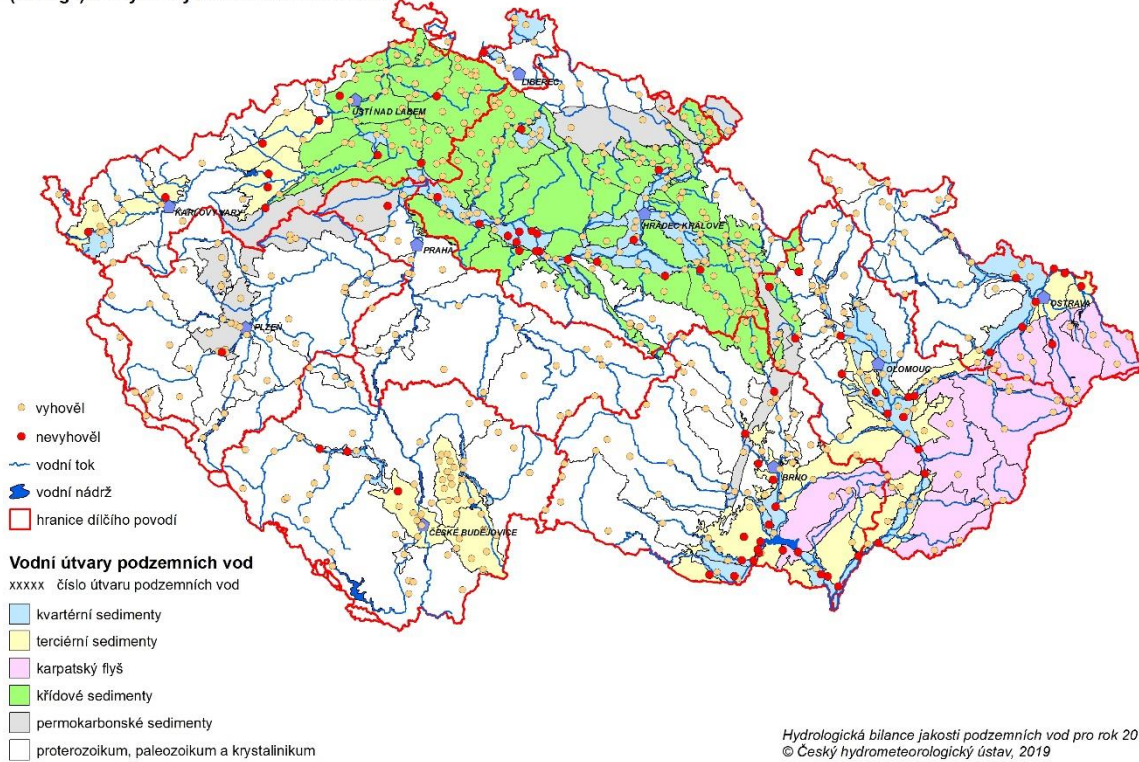 LIBEREC
ÚSTÍ NAD LABEM
KARLOVY VARY
HRADEC KRÁLOVÉ
PRAHA
OSTRAVA
PLZEŇ
OLOMOUC
BRNO
ČESKÉ BUDĚJOVICE
vyhověl
nevyhověl
vodní tok
vodní nádrž
hranice dílčího povodí
Vodní útvary podzemních vod
xxxxx číslo útvaru podzemních vod
kvartérní sedimenty
terciérní sedimenty
karpatský flyš
křídové sedimenty
permokarbonské sedimenty
proterozoikum, paleozoikum a krystalinikum
Hydrologická bilance jakosti podzemních vod pro rok 20
© Český hydrometeorologický ústav, 2019